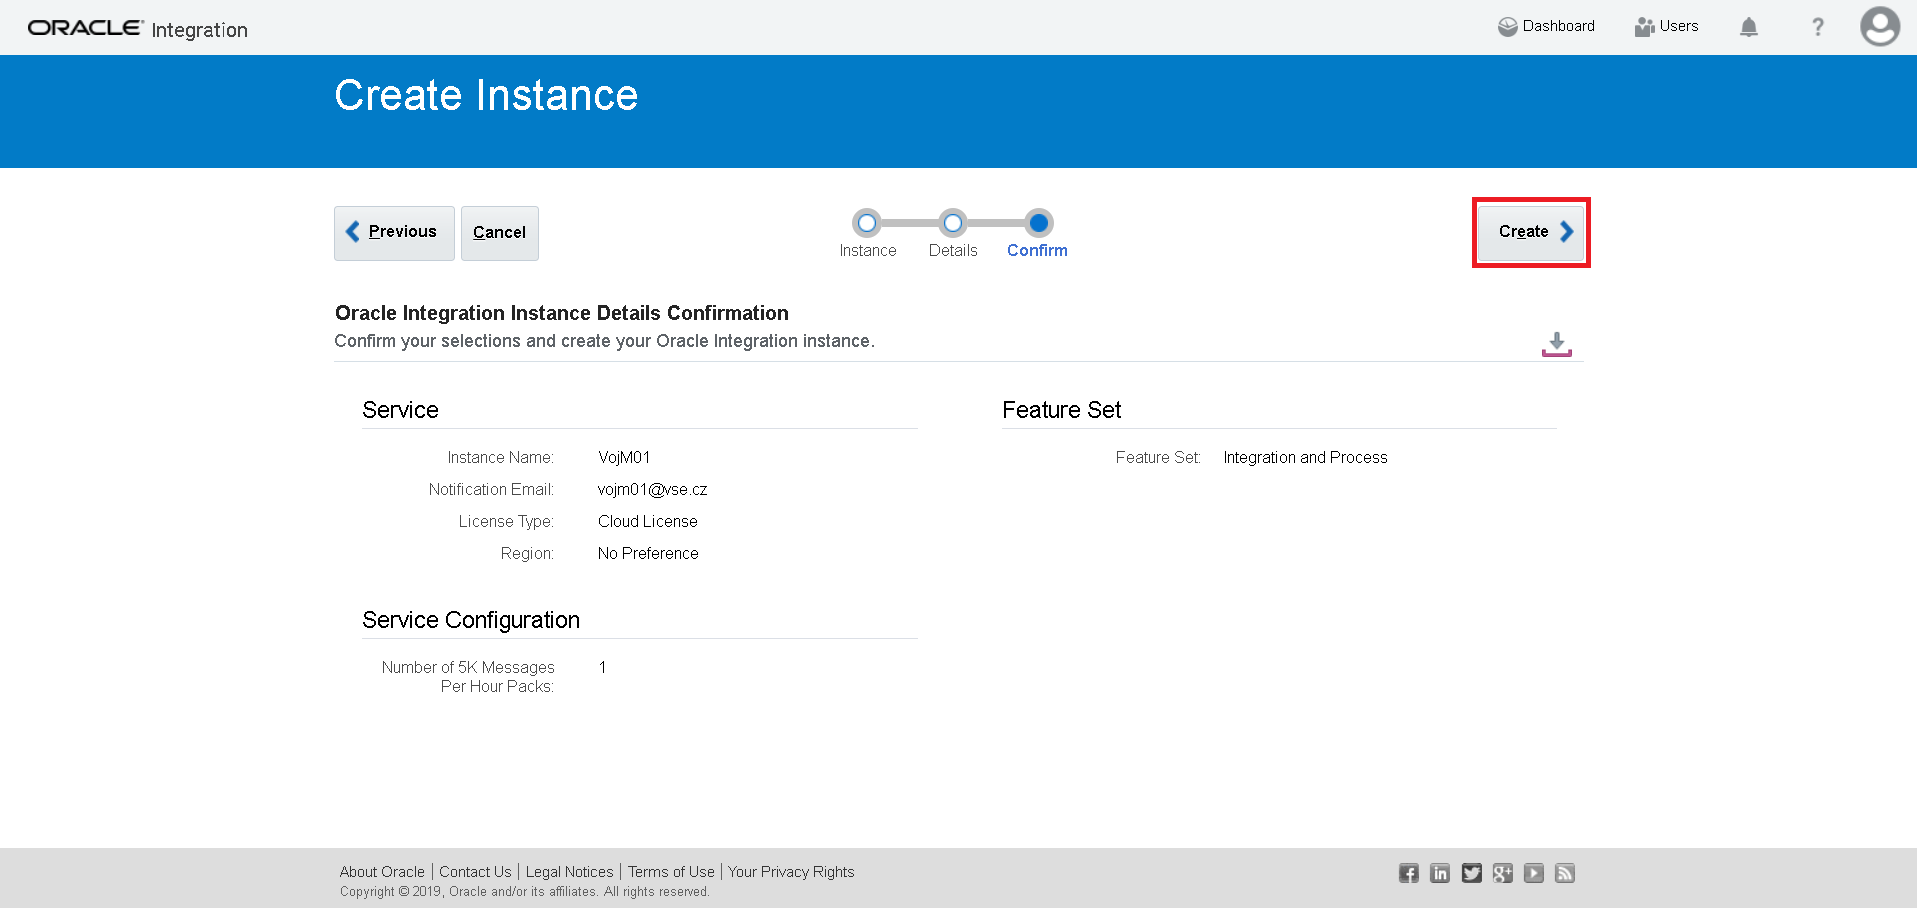 ORACLE® Integration
Dashboard Users ?
Create Instance
Previous Cancel
Create
Instance Details Confirm
Oracle Integration Instance Details Confirmation
Confirm your selections and create your Oracle Integration instance.
Service
Instance Name: VojM01
Notification Email: vojm01@vse.cz
License Type: Cloud License
Region: No Preference
Feature Set
Feature Set: Integration and Process
Service Configuration
Number of 5K Messages
Per Hour Packs: 1
About Oracle | Contact Us | Legal Notices | Terms of Use | Your Privacy Rights
Copyright © 2019, Oracle and/or its affiliates. All rights reserved.